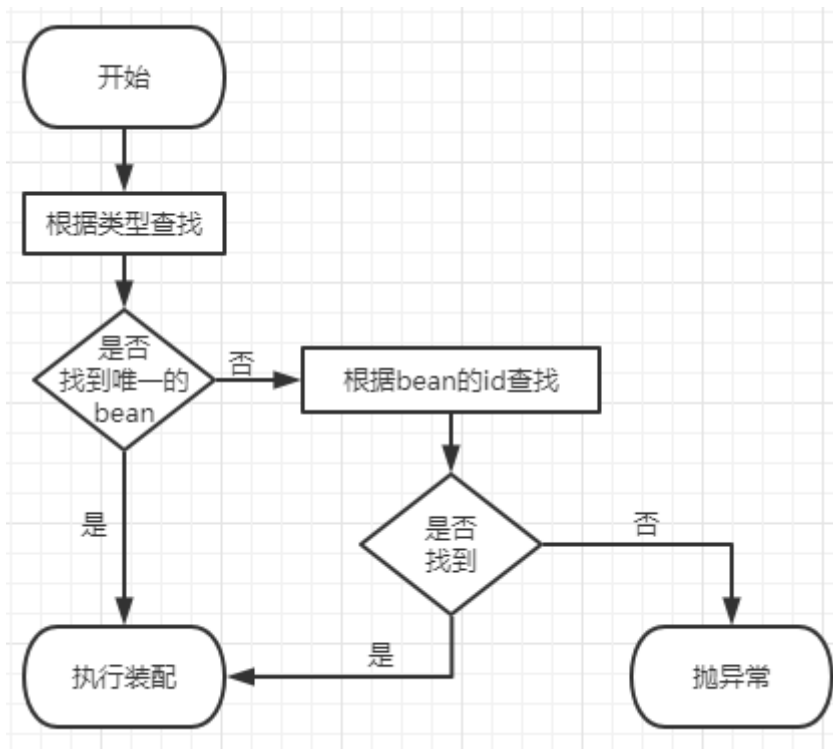 开始
根据类型查找
是否
找到唯一的
bean
否
根据bean的id查找
是
是否
找到
否
是
执行装配
抛异常